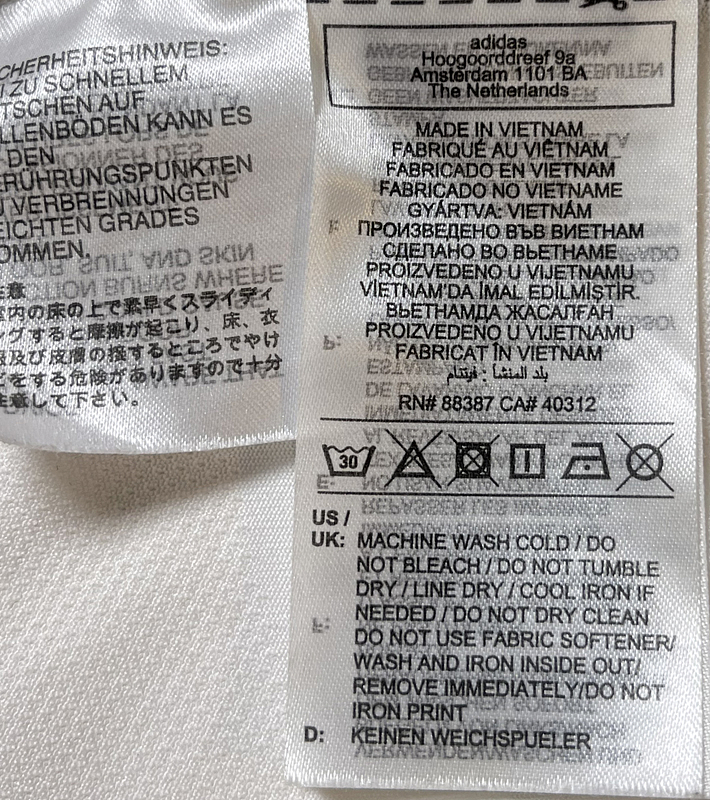 CHERHEITSHINWEIS:
I ZU SCHNELLEM
TSCHEN AUF
LLENBÖDEN KANN ES
DEN
ERÜHRUNGSPUNKTEN
U VERBRENNUNGEN
EICHTEN GRADES
OMMEN.
意
内の床の上で素早くスライディ
グすると摩擦が起こり、床、衣
及び皮膚の接するところでやけ
をする危険がありますので十分
意して下さい。
adidas
Hoogoorddreef 9a
Amsterdam 1101 BA
The Netherlands
MADE IN VIETNAM
FABRIQUÉ AU VIÊTNAM
FABRICADO EN VIETNAM
FABRICADO NO VIETNAME
GYÁRTVA: VIETNÁM
ПРОИЗВЕДЕНО ВЪВ ВИЕТНАМ
СДЕЛАНО ВО ВЬЕТНАМЕ
PROIZVEDENO U VIJETNAMU
VİETNAM'DA İMAL EDİLMİŞTİR.
ВЬЕТНАМДА ЖАСАЛҒАН
PROIZVEDENO U VIJETNAMU
FABRICAT ÎN VIETNAM
بلد المنشأ : فيتنام
RN# 88387 CA# 40312
30
US /
UK: MACHINE WASH COLD / DO
NOT BLEACH / DO NOT TUMBLE
DRY / LINE DRY / COOL IRON IF
NEEDED / DO NOT DRY CLEAN
DO NOT USE FABRIC SOFTENER/
WASH AND IRON INSIDE OUT/
REMOVE IMMEDIATELY/DO NOT
IRON PRINT
D: KEINEN WEICHSPUELER